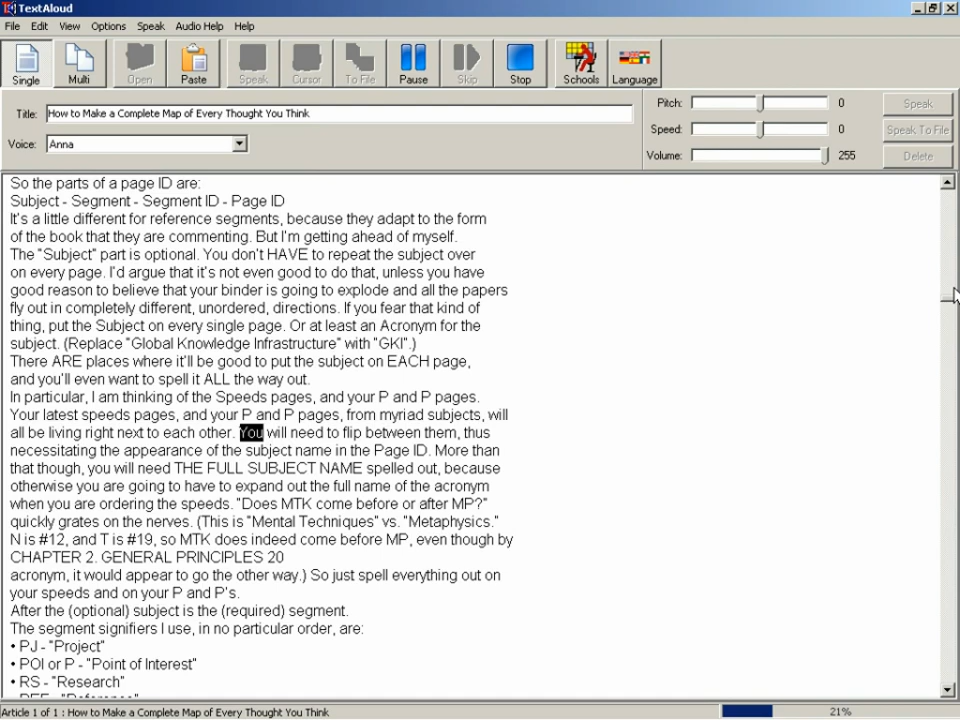 TextAloud
File Edit View Options Speak Audio Help Help
Single Multi Open Paste Speak Cursor To File Pause Skip Stop Schools Language
Title: How to Make a Complete Map of Every Thought You Think
Voice: Anna
Pitch: 0 Speak
Speed: 0 Speak To File
Volume: 255 Delete
So the parts of a page ID are:
Subject - Segment - Segment ID - Page ID
It's a little different for reference segments, because they adapt to the form
of the book that they are commenting. But I'm getting ahead of myself.
The "Subject" part is optional. You don't HAVE to repeat the subject over
on every page. I'd argue that it's not even good to do that, unless you have
good reason to believe that your binder is going to explode and all the papers
fly out in completely different, unordered, directions. If you fear that kind of
thing, put the Subject on every single page. Or at least an Acronym for the
subject. (Replace "Global Knowledge Infrastructure" with "GKI".)
There ARE places where it'll be good to put the subject on EACH page,
and you'll even want to spell it ALL the way out.
In particular, I am thinking of the Speeds pages, and your P and P pages.
Your latest speeds pages, and your P and P pages, from myriad subjects, will
all be living right next to each other. You will need to flip between them, thus
necessitating the appearance of the subject name in the Page ID. More than
that though, you will need THE FULL SUBJECT NAME spelled out, because
otherwise you are going to have to expand out the full name of the acronym
when you are ordering the speeds. "Does MTK come before or after MP?"
quickly grates on the nerves. (This is "Mental Techniques" vs. "Metaphysics."
N is #12, and T is #19, so MTK does indeed come before MP, even though by
CHAPTER 2. GENERAL PRINCIPLES 20
acronym, it would appear to go the other way.) So just spell everything out on
your speeds and on your P and P's.
After the (optional) subject is the (required) segment.
The segment signifiers I use, in no particular order, are:
• PJ - "Project"
• POI or P - "Point of Interest"
• RS - "Research"
• REF - "Reference"
Article 1 of 1 : How to Make a Complete Map of Every Thought You Think 21%